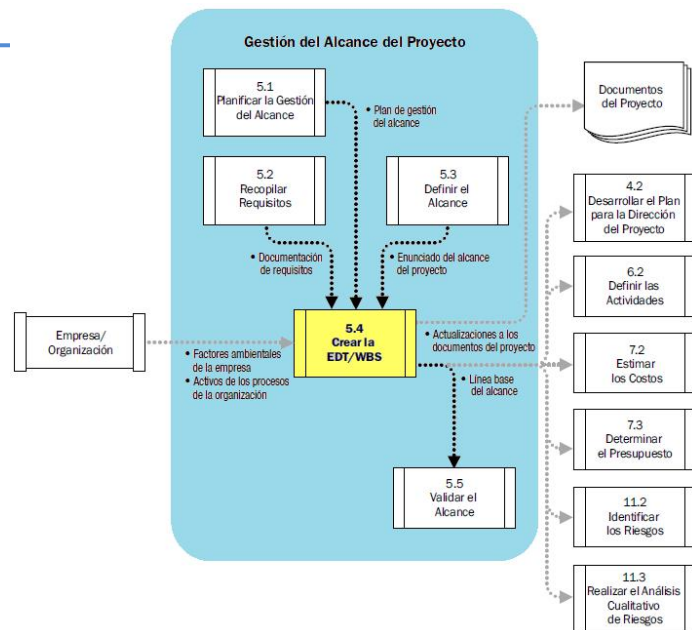 Gestión del Alcance del Proyecto
5.1
Planificar la Gestión
del Alcance
• Plan de gestión
del alcance
5.2
Recopilar
Requisitos
5.3
Definir el
Alcance
• Documentación
de requisitos
• Enunciado del alcance
del proyecto
Empresa/
Organización
• Factores ambientales
de la empresa
• Activos de los procesos
de la organización
5.4
Crear la
EDT/WBS
• Actualizaciones a los
documentos del proyecto
• Línea base
del alcance
5.5
Validar el
Alcance
Documentos
del Proyecto
4.2
Desarrollar el Plan
para la Dirección
del Proyecto
6.2
Definir las
Actividades
7.2
Estimar
los Costos
7.3
Determinar
el Presupuesto
11.2
Identificar
los Riesgos
11.3
Realizar el Análisis
Cualitativo
de Riesgos